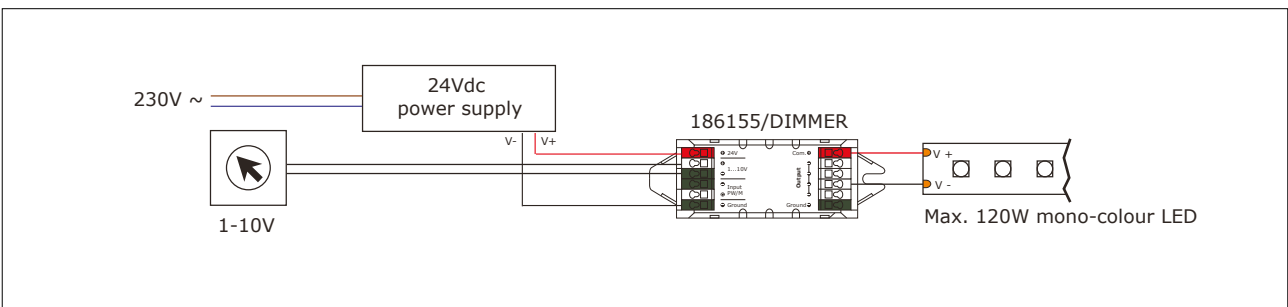 24Vdc
power supply
230V ~
V- V+
186155/DIMMER
24V
1...10V
Input
PW/M
Ground
Com.
Output
Ground
V +
V -
1-10V
Max. 120W mono-colour LED